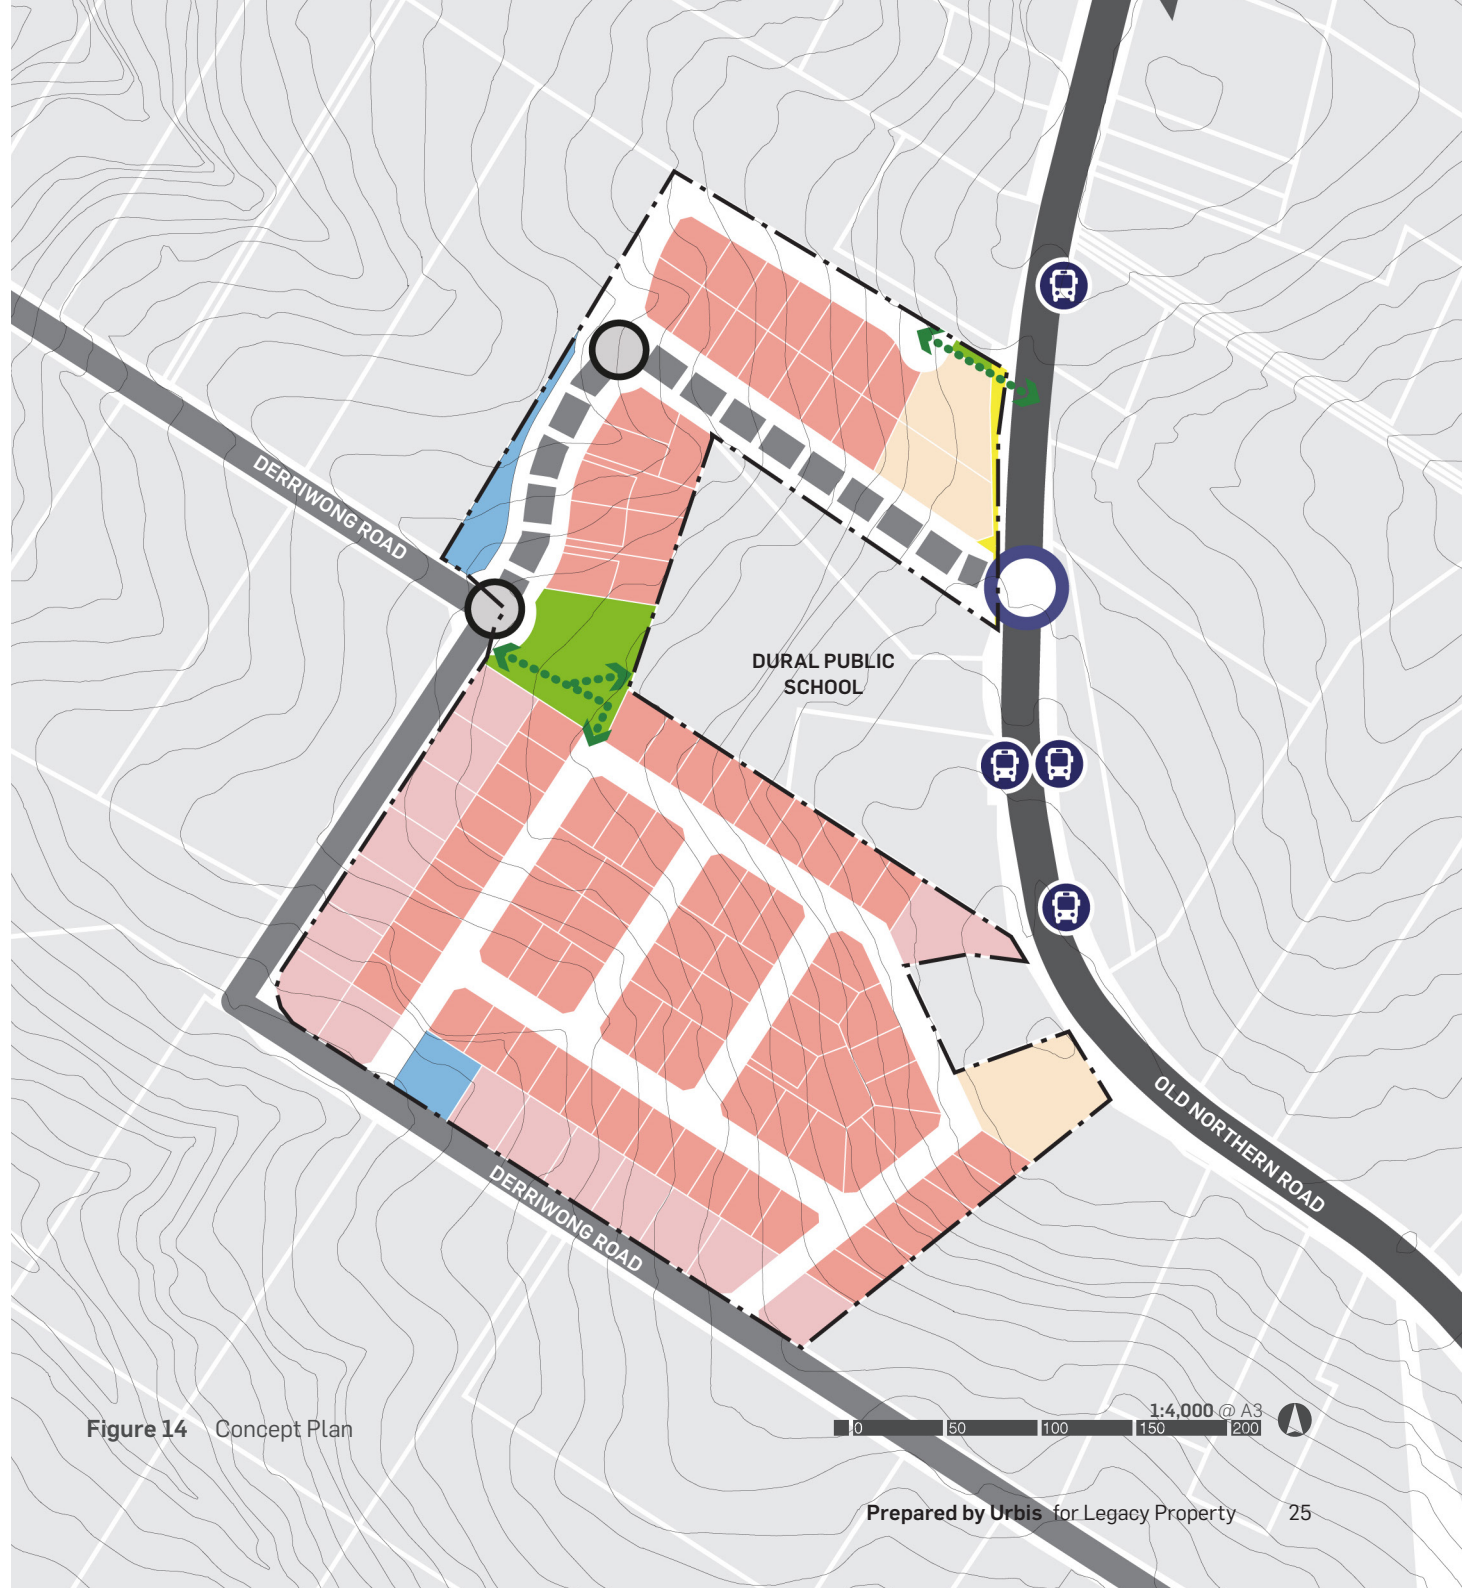 DERRIWONG ROAD
DURAL PUBLIC
SCHOOL
OLD NORTHERN ROAD
DERRIWONG ROAD
1:4,000 @ A3
0 50 100 150 200
Figure 14 Concept Plan
Prepared by Urbis for Legacy Property 25